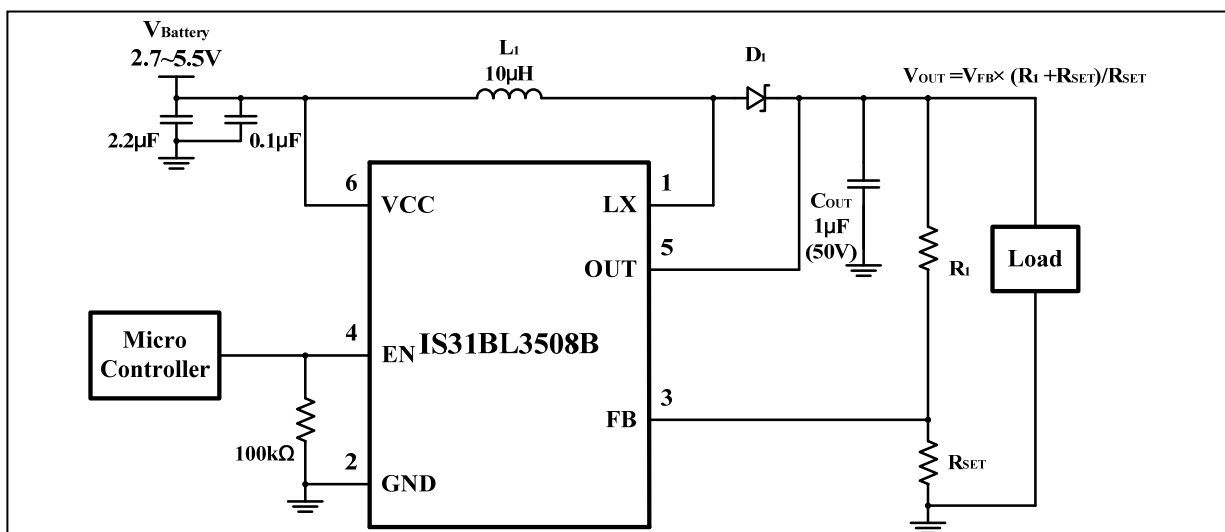 VBattery
2.7~5.5V
L1
10µH
D1
VOUT =VFB× (R1 +RSET)/RSET
2.2µF
0.1µF
6
VCC
1
LX
COUT
1µF
(50V)
5
OUT
R1
Load
Micro
Controller
4
EN
IS31BL3508B
3
FB
100kΩ
2
GND
RSET